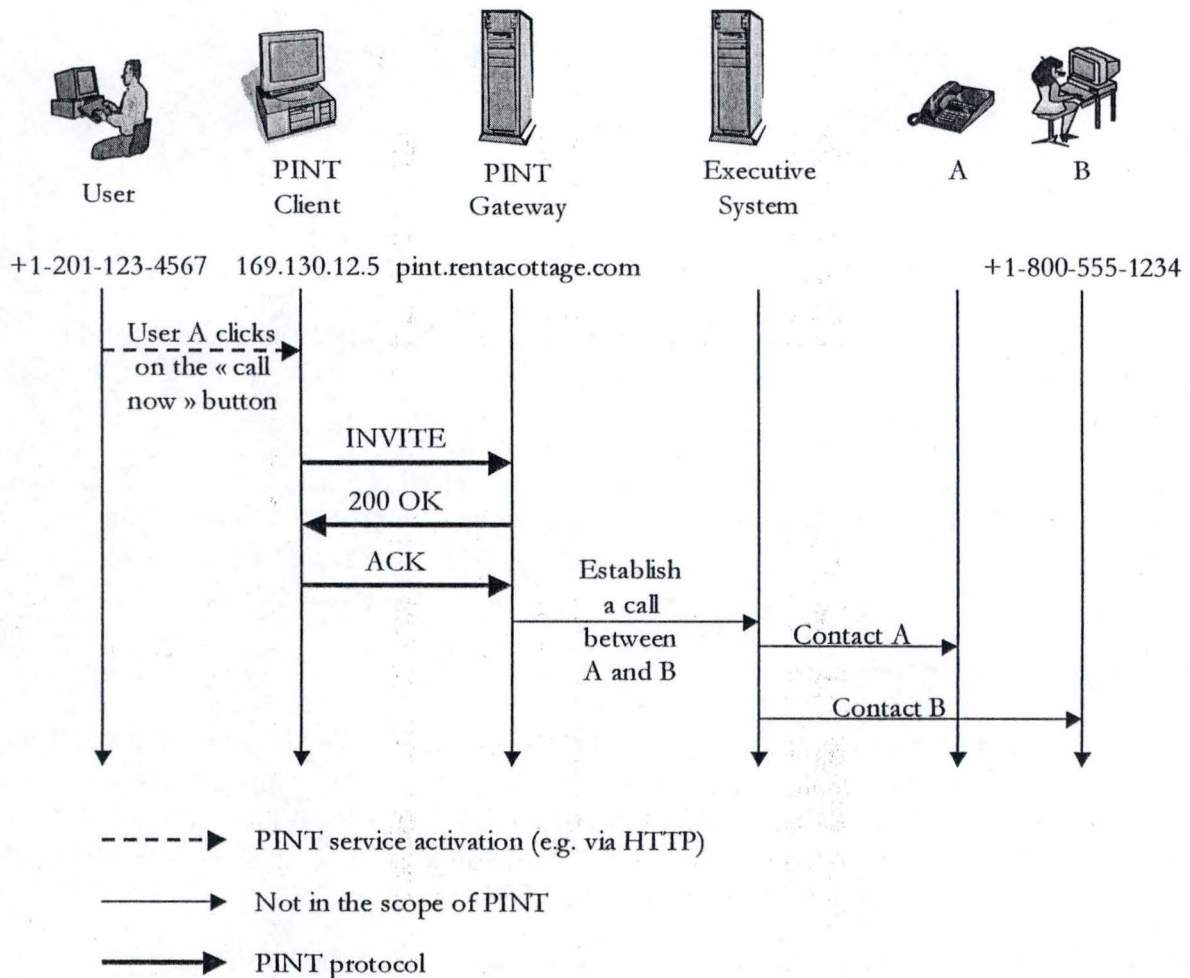 User
PINT
Client
PINT
Gateway
Executive
System
A
B
+1-201-123-4567
169.130.12.5
pint.rentacottage.com
+1-800-555-1234
User A clicks
on the « call
now » button
INVITE
200 OK
ACK
Establish
a call
between
A and B
Contact A
Contact B
PINT service activation (e.g. via HTTP)
Not in the scope of PINT
PINT protocol